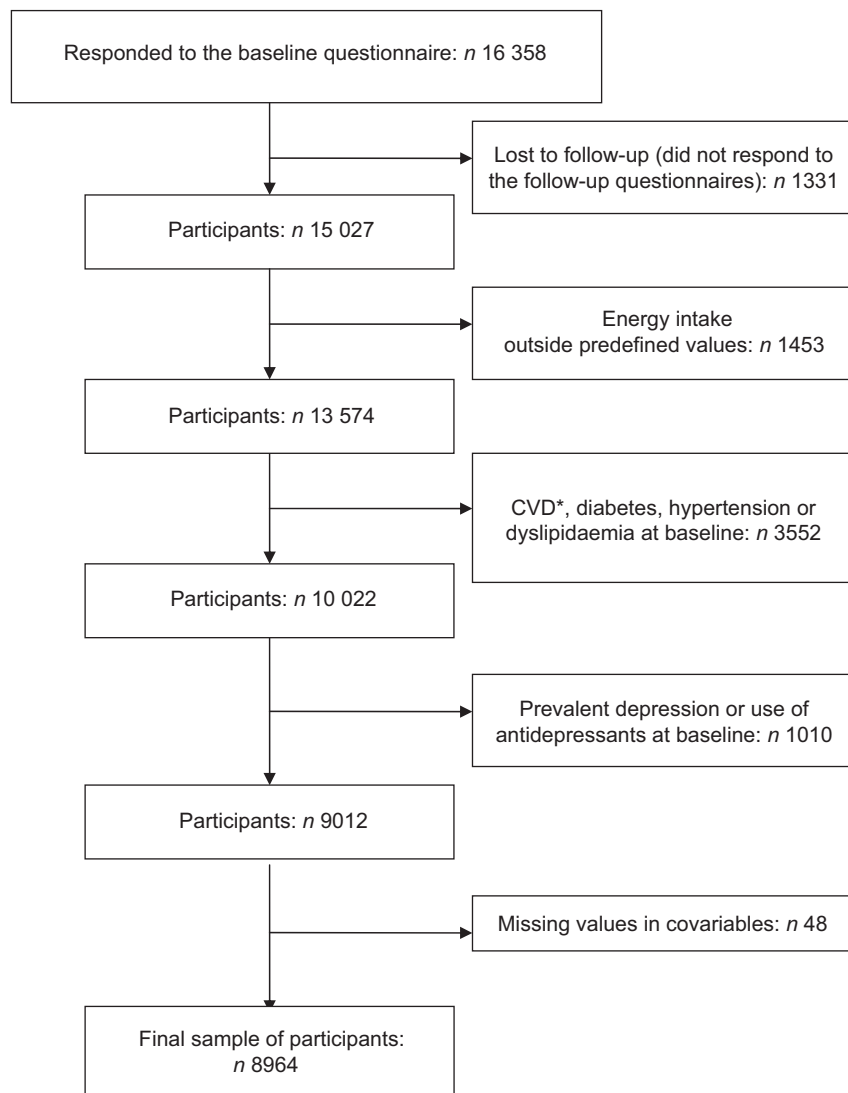 Responded to the baseline questionnaire: n 16 358
Lost to follow-up (did not respond to
the follow-up questionnaires): n 1331
Participants: n 15 027
Energy intake
outside predefined values: n 1453
Participants: n 13 574
CVD*, diabetes, hypertension or
dyslipidaemia at baseline: n 3552
Participants: n 10 022
Prevalent depression or use of
antidepressants at baseline: n 1010
Participants: n 9012
Missing values in covariables: n 48
Final sample of participants:
n 8964